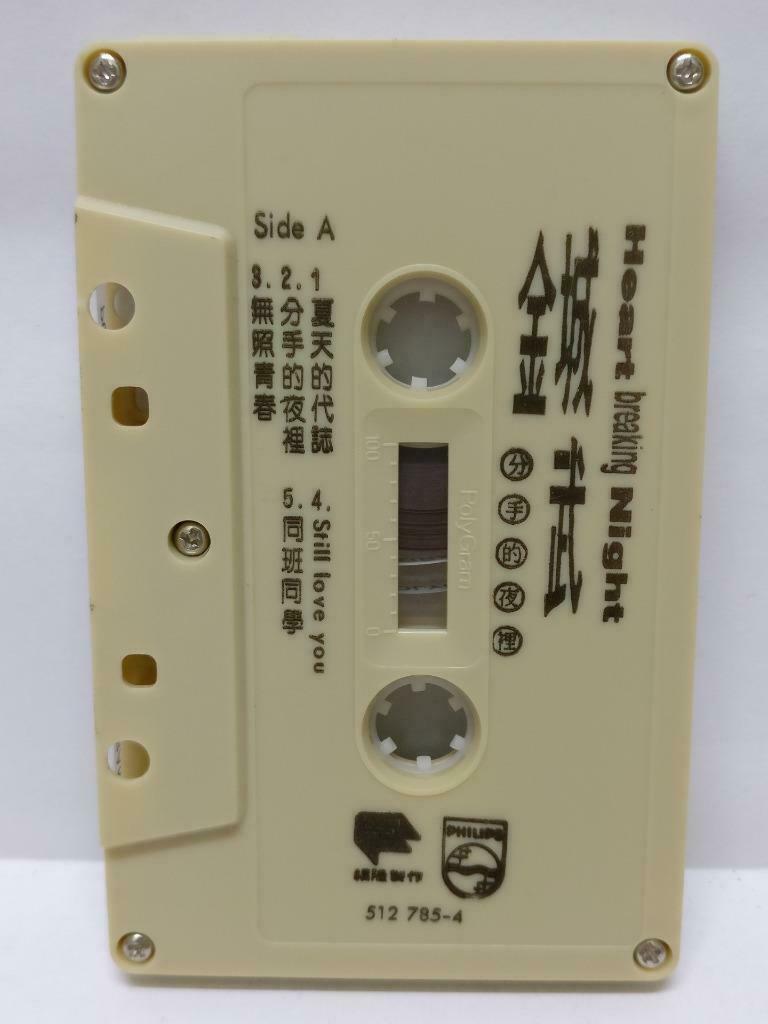 Heart breaking Night
金城武
分手的夜裡
Side A
1 夏天的代誌
2. 分手的夜裡
3. 無照青春
4. Still love you
5. 同班同學
100
50
0
PolyGram
PHILIPS
512 785-4